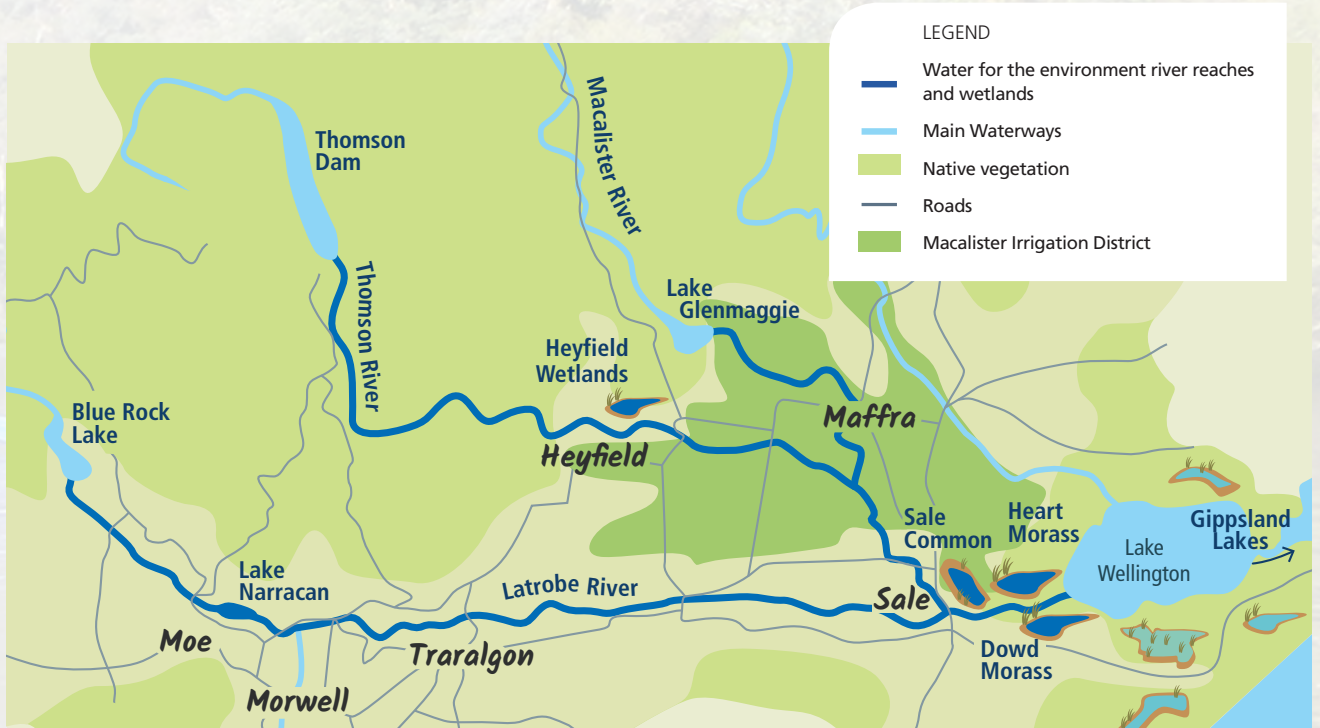 LEGEND
Water for the environment river reaches
and wetlands
Main Waterways
Native vegetation
Roads
Macalister Irrigation District
Thomson
Dam
Macalister River
Thomson River
Lake
Glenmaggie
Heyfield
Wetlands
Blue Rock
Lake
Maffra
Heyfield
Sale
Common
Heart
Morass
Gippsland
Lakes
Lake
Wellington
Lake
Narracan
Latrobe River
Sale
Moe
Traralgon
Dowd
Morass
Morwell